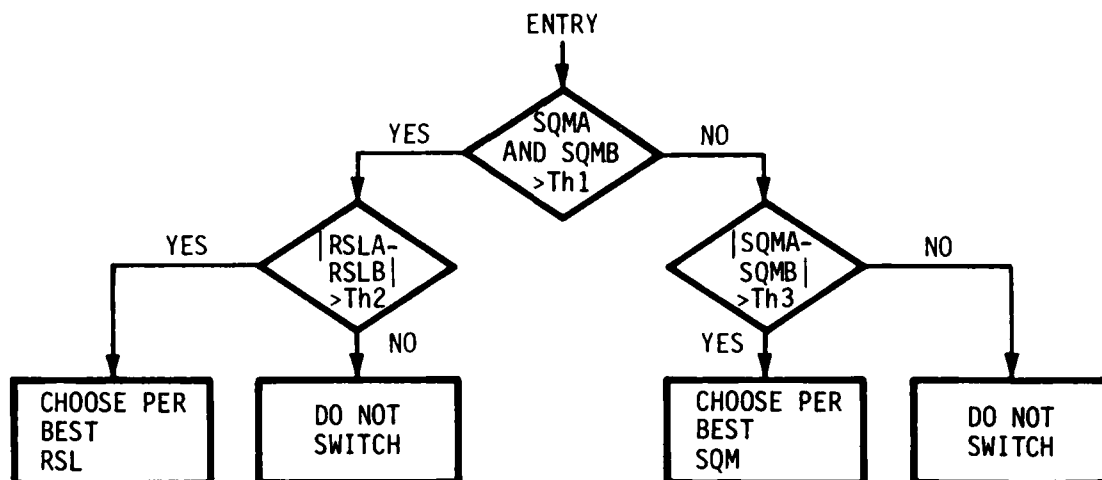 ENTRY
SQMA
AND SQMB
>Th1
YES
NO
|RSLA-
RSLB|
>Th2
YES
NO
|SQMA-
SQMB|
>Th3
NO
YES
CHOOSE PER
BEST
RSL
DO NOT
SWITCH
CHOOSE PER
BEST
SQM
DO NOT
SWITCH